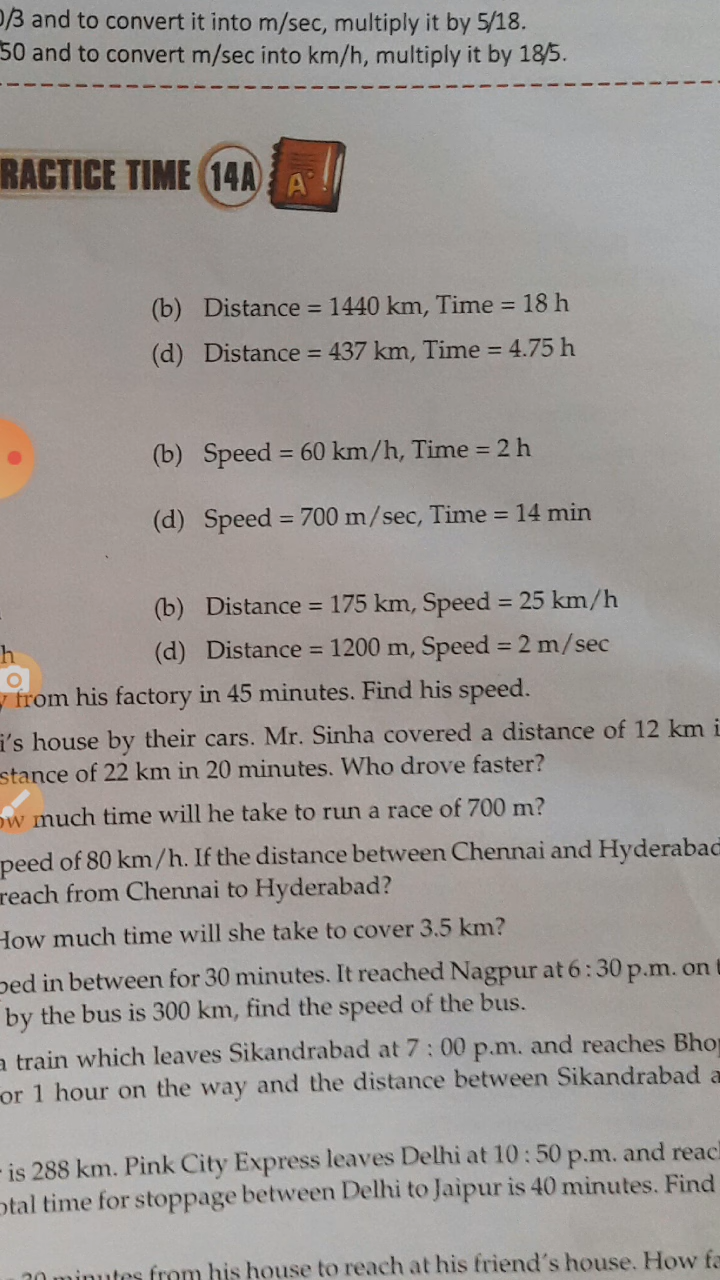 0/3 and to convert it into m/sec, multiply it by 5/18.
50 and to convert m/sec into km/h, multiply it by 18/5.
RACTICE TIME 14A A+
(b) Distance = 1440 km, Time = 18 h
(d) Distance = 437 km, Time = 4.75 h
(b) Speed = 60 km/h, Time = 2 h
(d) Speed = 700 m/sec, Time = 14 min
(b) Distance = 175 km, Speed = 25 km/h
h (d) Distance = 1200 m, Speed = 2 m/sec
y from his factory in 45 minutes. Find his speed.
i's house by their cars. Mr. Sinha covered a distance of 12 km i
stance of 22 km in 20 minutes. Who drove faster?
ow much time will he take to run a race of 700 m?
peed of 80 km/h. If the distance between Chennai and Hyderabad
reach from Chennai to Hyderabad?
How much time will she take to cover 3.5 km?
ped in between for 30 minutes. It reached Nagpur at 6 : 30 p.m. on t
by the bus is 300 km, find the speed of the bus.
a train which leaves Sikandrabad at 7 : 00 p.m. and reaches Bhop
or 1 hour on the way and the distance between Sikandrabad a
is 288 km. Pink City Express leaves Delhi at 10 : 50 p.m. and reac
otal time for stoppage between Delhi to Jaipur is 40 minutes. Find
20 minutes from his house to reach at his friend's house. How fa